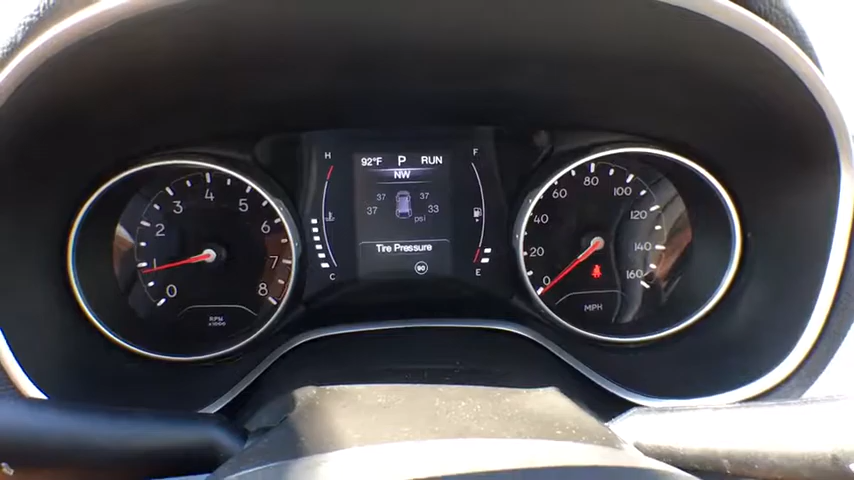 92°F P RUN
NW
37 37
37 33
psi
Tire Pressure
90
H
C
F
E
0 1 2 3 4 5 6 7 8
RPM
x1000
0 20 40 60 80 100 120 140 160
MPH